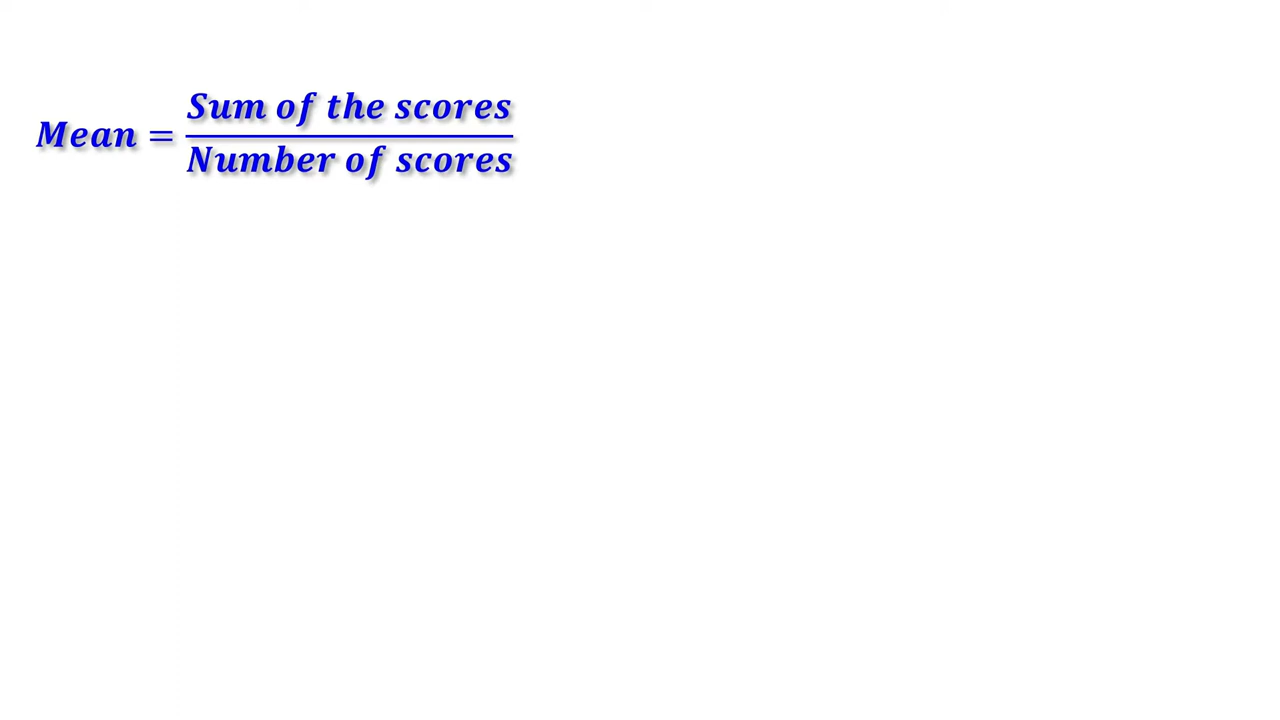 Mean = Sum of the scores
Number of scores